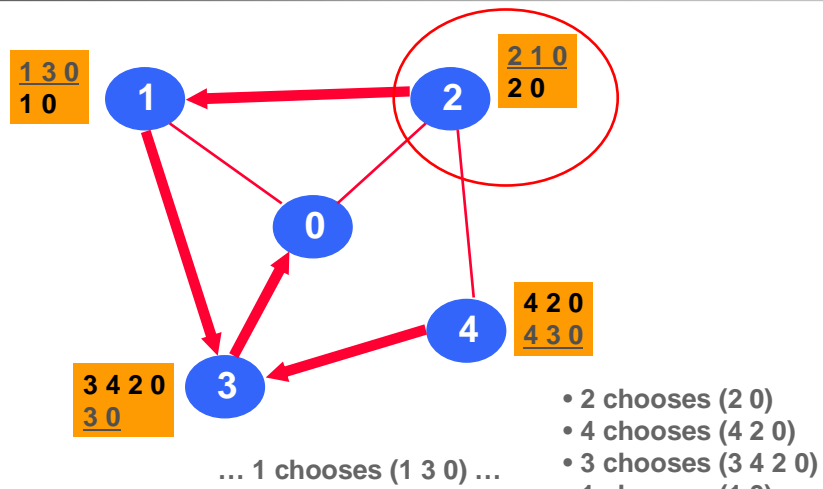 1 3 0
1 0
1
2
2 1 0
2 0
0
4
4 2 0
4 3 0
3 4 2 0
3 0
3
… 1 chooses (1 3 0) …
• 2 chooses (2 0)
• 4 chooses (4 2 0)
• 3 chooses (3 4 2 0)